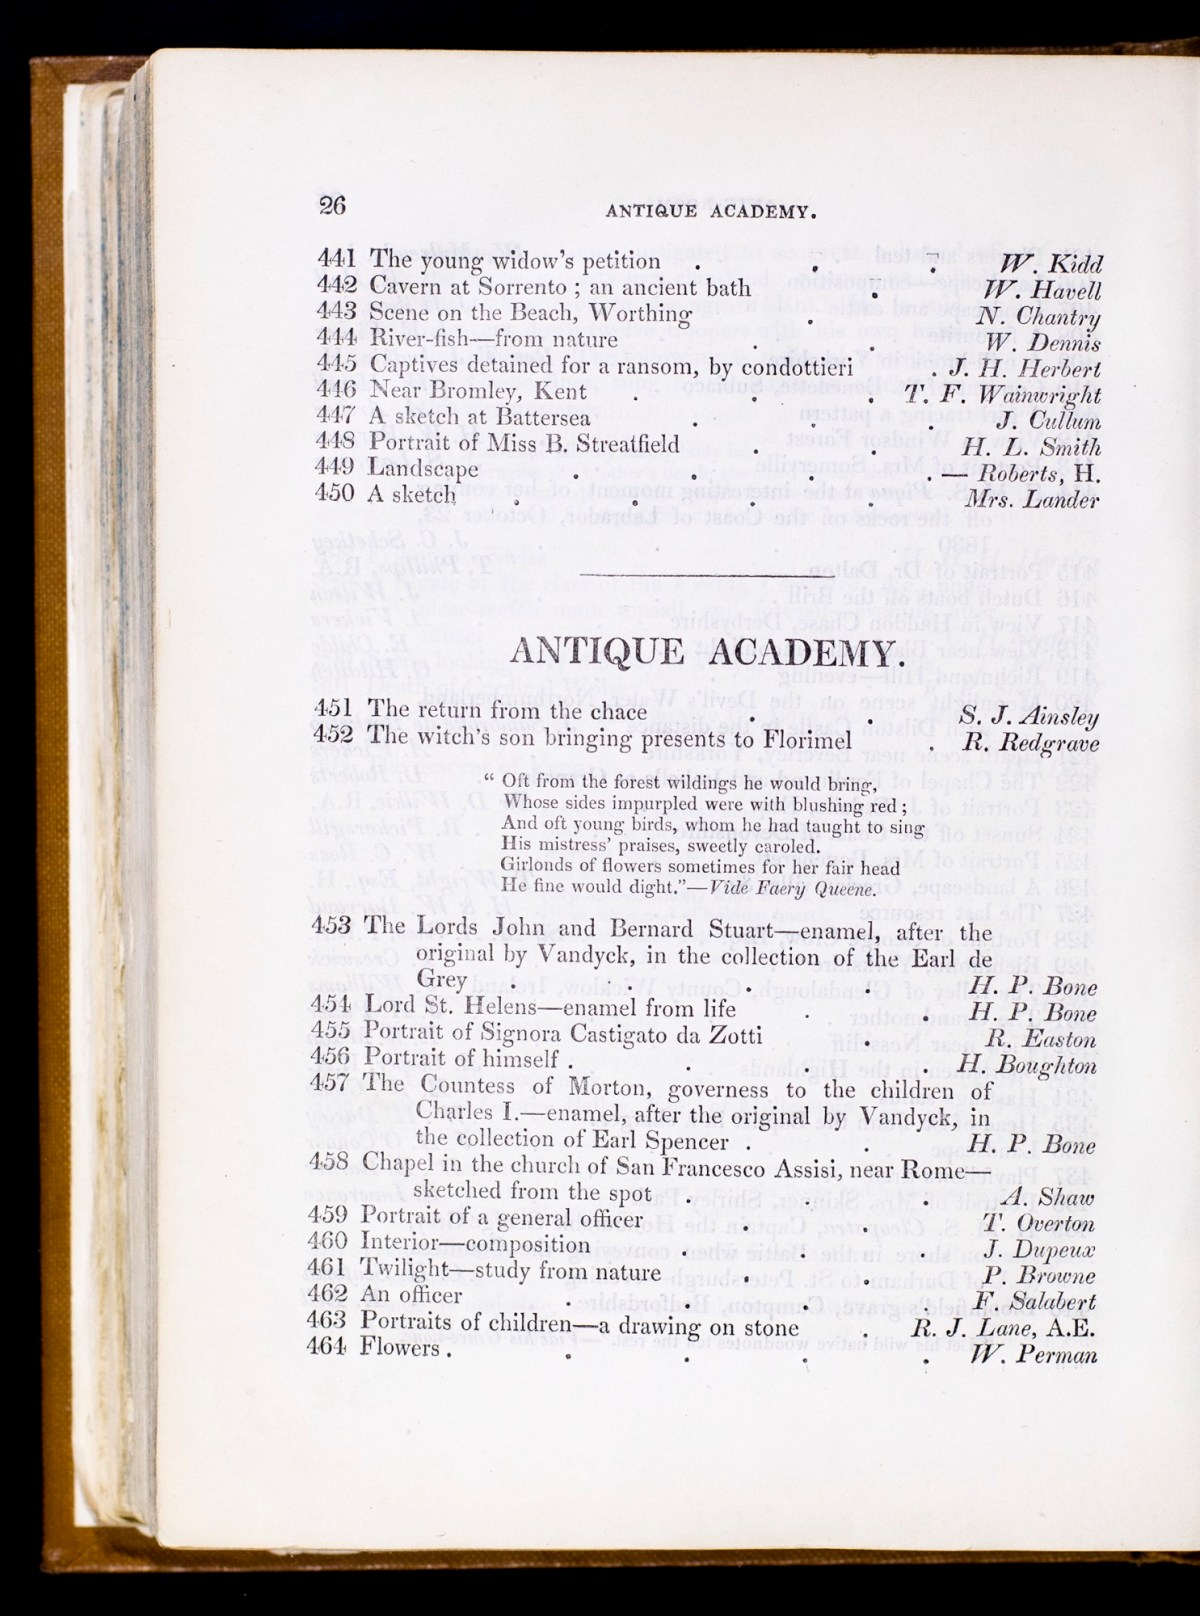 26 ANTIQUE ACADEMY.
441 The young widow's petition . . . W. Kidd
442 Cavern at Sorrento ; an ancient bath . W. Havell
443 Scene on the Beach, Worthing . N. Chantry
444 River-fish—from nature . . W. Dennis
445 Captives detained for a ransom, by condottieri . J. H. Herbert
446 Near Bromley, Kent . . . T. F. Wainwright
447 A sketch at Battersea . . . J. Cullum
448 Portrait of Miss B. Streatfield . . H. L. Smith
449 Landscape . . . . — Roberts, H.
450 A sketch . . . . Mrs. Lander
ANTIQUE ACADEMY.
451 The return from the chace . . S. J. Ainsley
452 The witch's son bringing presents to Florimel . R. Redgrave
“ Oft from the forest wildings he would bring,
Whose sides impurpled were with blushing red ;
And oft young birds, whom he had taught to sing
His mistress' praises, sweetly caroled.
Girlonds of flowers sometimes for her fair head
He fine would dight.”—Vide Faery Queene.
453 The Lords John and Bernard Stuart—enamel, after the
original by Vandyck, in the collection of the Earl de
Grey . . . . H. P. Bone
454 Lord St. Helens—enamel from life . . H. P. Bone
455 Portrait of Signora Castigato da Zotti . R. Easton
456 Portrait of himself . . . . H. Boughton
457 The Countess of Morton, governess to the children of
Charles I.—enamel, after the original by Vandyck, in
the collection of Earl Spencer . . H. P. Bone
458 Chapel in the church of San Francesco Assisi, near Rome—
sketched from the spot . . . A. Shaw
459 Portrait of a general officer . . T. Overton
460 Interior—composition . . . J. Dupeux
461 Twilight—study from nature . . P. Browne
462 An officer . . . . F. Salabert
463 Portraits of children—a drawing on stone . R. J. Lane, A.E.
464 Flowers . . . . . W. Perman